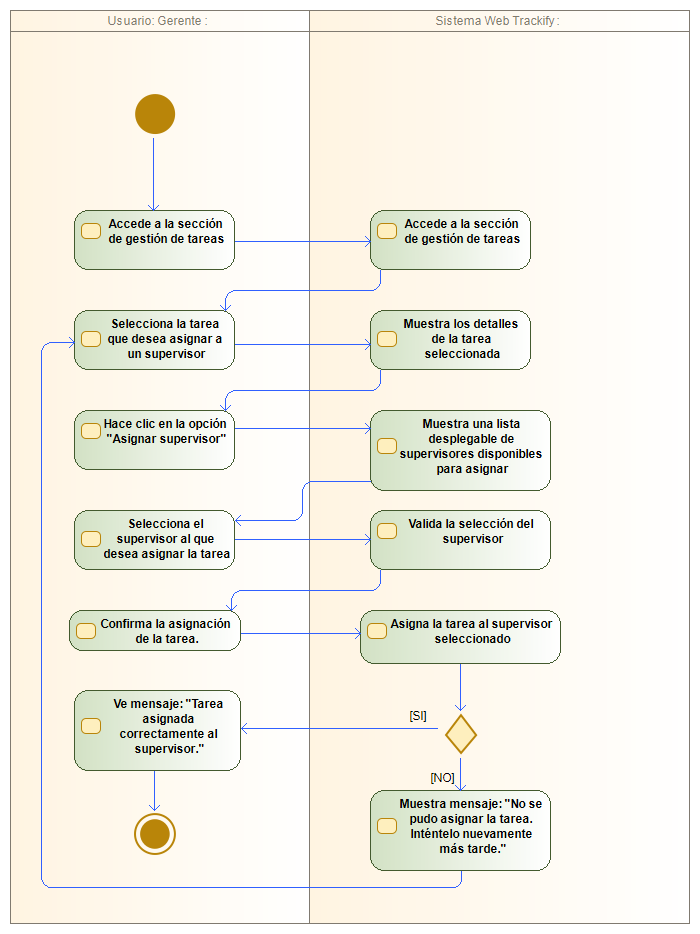 Usuario: Gerente :
Sistema Web Trackify :
Accede a la sección
de gestión de tareas
Accede a la sección
de gestión de tareas
Selecciona la tarea
que desea asignar a
un supervisor
Muestra los detalles
de la tarea
seleccionada
Hace clic en la opción
"Asignar supervisor"
Muestra una lista
desplegable de
supervisores disponibles
para asignar
Selecciona el
supervisor al que
desea asignar la tarea
Valida la selección del
supervisor
Confirma la asignación
de la tarea.
Asigna la tarea al supervisor
seleccionado
[SI]
Ve mensaje: "Tarea
asignada
correctamente al
supervisor."
[NO]
Muestra mensaje: "No se
pudo asignar la tarea.
Inténtelo nuevamente
más tarde."